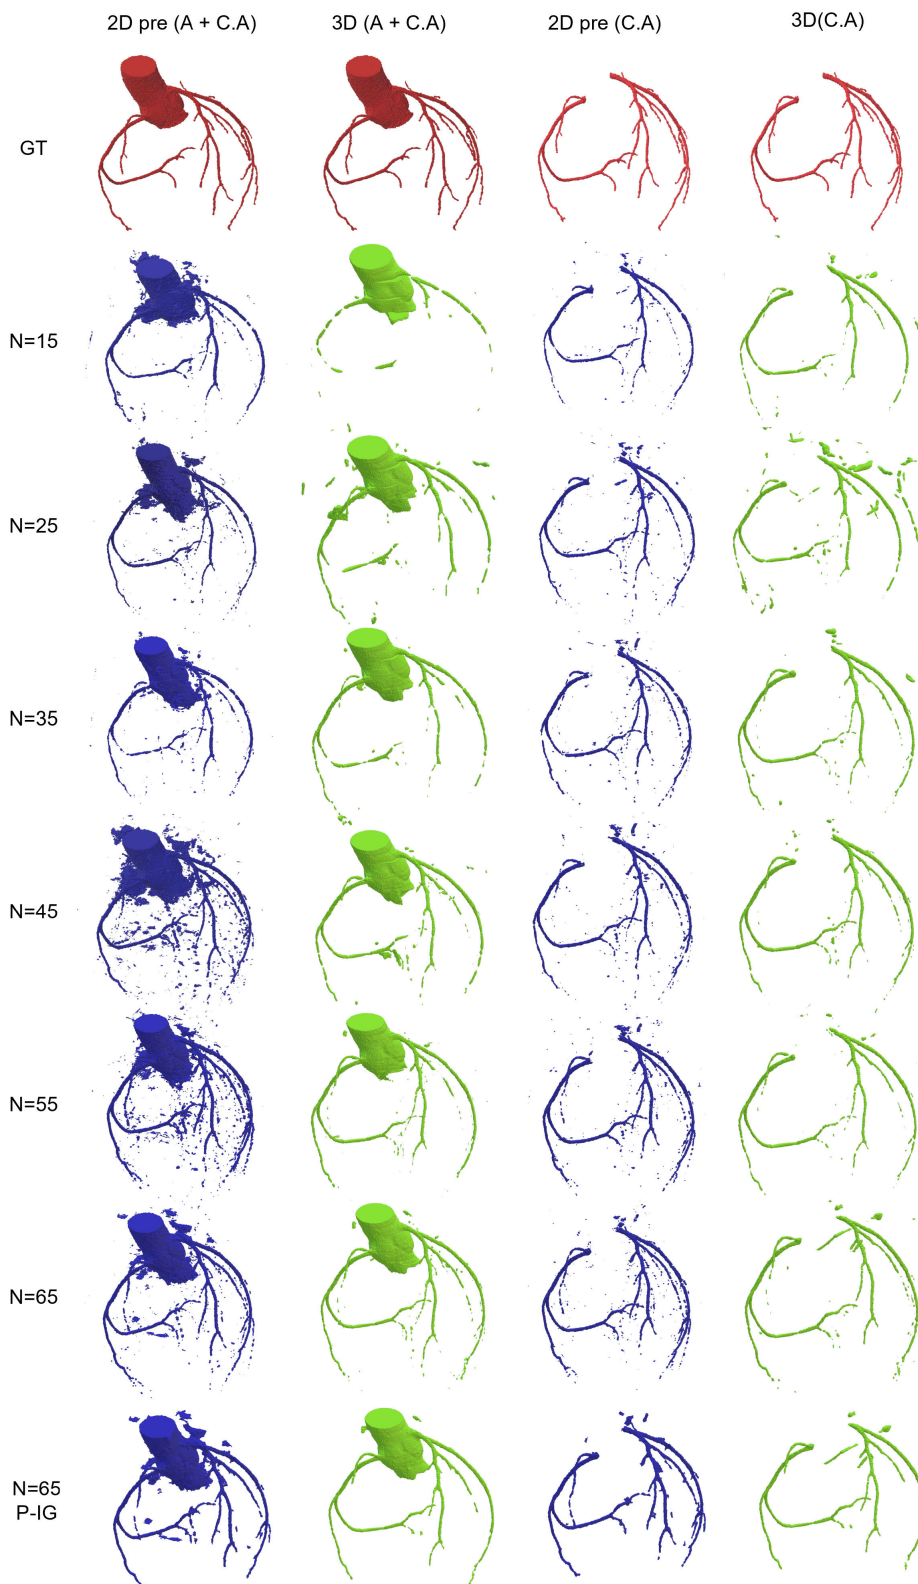 2D pre (A + C.A) 3D (A + C.A) 2D pre (C.A) 3D(C.A)
GT
N=15
N=25
N=35
N=45
N=55
N=65
N=65
P-IG